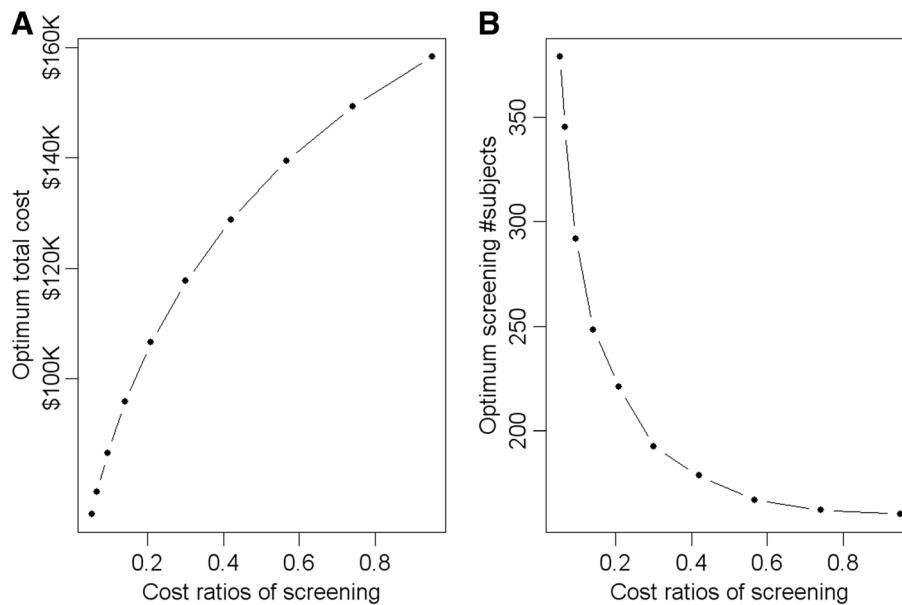 A
Optimum total cost
$160K
$140K
$120K
$100K
0.2 0.4 0.6 0.8
Cost ratios of screening
B
Optimum screening #subjects
350
300
250
200
0.2 0.4 0.6 0.8
Cost ratios of screening